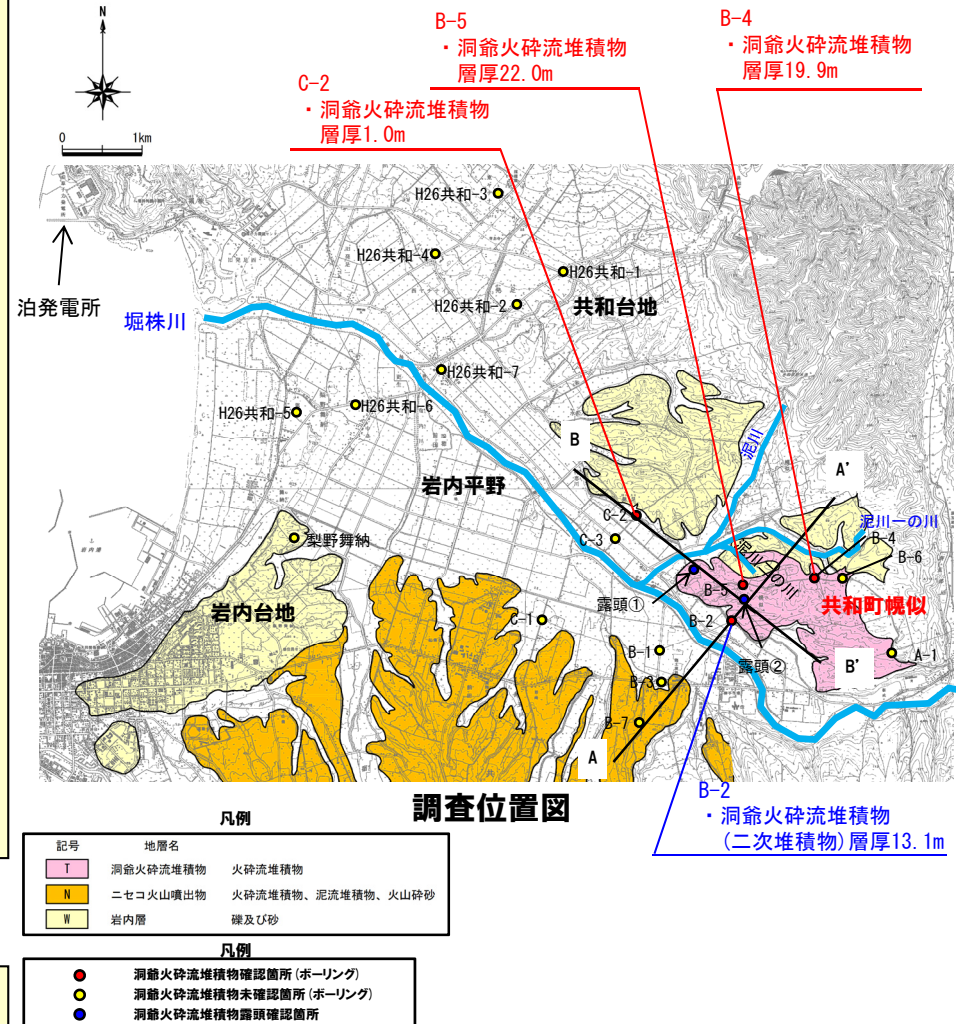 N
0 1km
B-5
・洞爺火砕流堆積物
層厚22.0m
B-4
・洞爺火砕流堆積物
層厚19.9m
C-2
・洞爺火砕流堆積物
層厚1.0m
H26共和-3
H26共和-4
H26共和-1
H26共和-2
共和台地
泊発電所
堀株川
H26共和-7
H26共和-5
H26共和-6
B
泥川
岩内平野
A'
C-2
泥川一の川
梨野舞納
C-3
泥川二の川
B-4
B-6
岩内台地
露頭①
B-5
共和町幌似
C-1
B-2
B-1
露頭②
B'
A-1
B-3
B-7
A
B-2
・洞爺火砕流堆積物
(二次堆積物)層厚13.1m
調査位置図
凡例
記号 地層名
T 洞爺火砕流堆積物 火砕流堆積物
N ニセコ火山噴出物 火砕流堆積物、泥流堆積物、火山砕砂
W 岩内層 礫及び砂
凡例
洞爺火砕流堆積物確認箇所(ボーリング)
洞爺火砕流堆積物未確認箇所(ボーリング)
洞爺火砕流堆積物露頭確認箇所